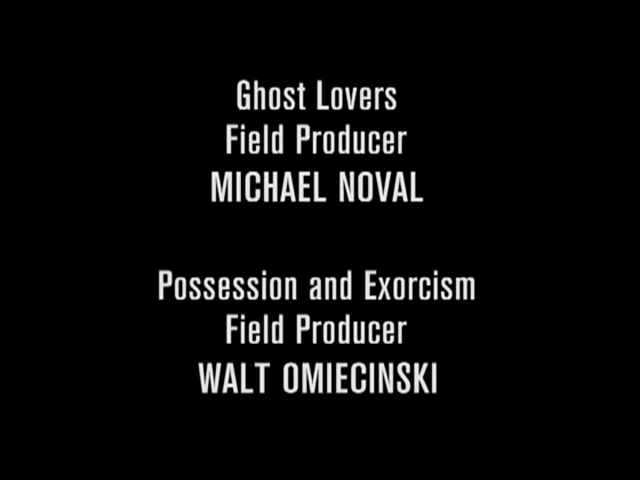 Ghost Lovers
Field Producer
MICHAEL NOVAL
Possession and Exorcism
Field Producer
WALT OMIECINSKI